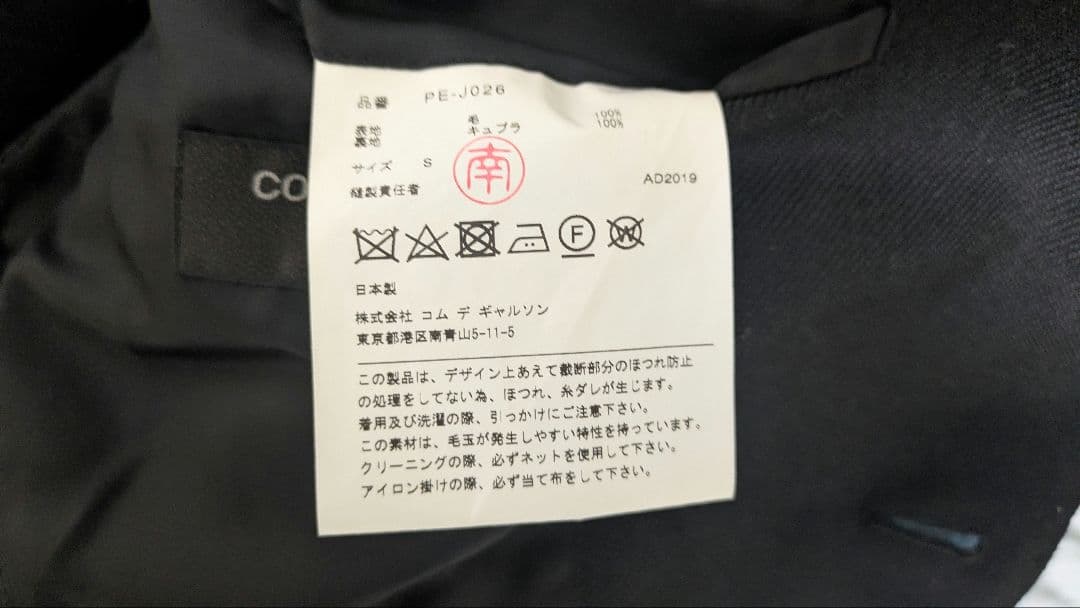 品番 PE-J026
表地 毛 100%
裏地 キュプラ 100%
サイズ S
南
縫製責任者
AD2019
CO
F
W
日本製
株式会社 コム デ ギャルソン
東京都港区南青山5-11-5
この製品は、デザイン上あえて截断部分のほつれ防止
の処理をしてない為、ほつれ、糸ダレが生じます。
着用及び洗濯の際、引っかけにご注意下さい。
この素材は、毛玉が発生しやすい特性を持っています。
クリーニングの際、必ずネットを使用して下さい。
アイロン掛けの際、必ず当て布をして下さい。